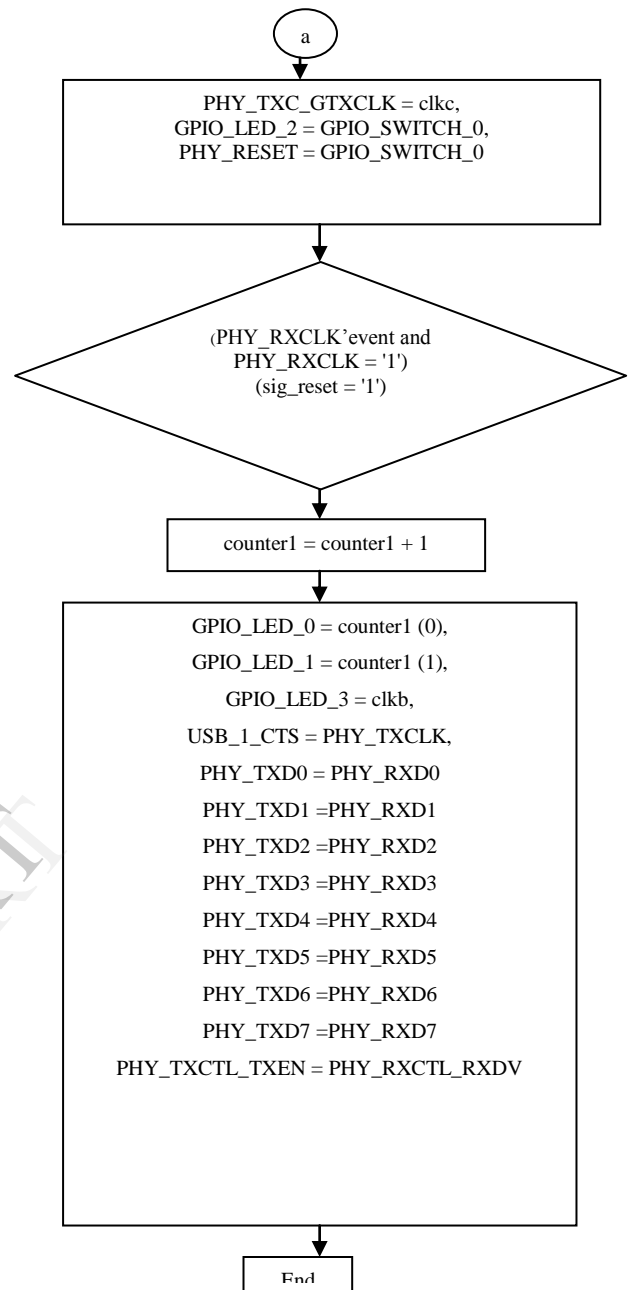 a
PHY_TXC_GTXCLK = clkc,
GPIO_LED_2 = GPIO_SWITCH_0,
PHY_RESET = GPIO_SWITCH_0
(PHY_RXCLK’event and
PHY_RXCLK = '1')
(sig_reset = '1')
counter1 = counter1 + 1
GPIO_LED_0 = counter1 (0),
GPIO_LED_1 = counter1 (1),
GPIO_LED_3 = clkb,
USB_1_CTS = PHY_TXCLK,
PHY_TXD0 = PHY_RXD0
PHY_TXD1 =PHY_RXD1
PHY_TXD2 =PHY_RXD2
PHY_TXD3 =PHY_RXD3
PHY_TXD4 =PHY_RXD4
PHY_TXD5 =PHY_RXD5
PHY_TXD6 =PHY_RXD6
PHY_TXD7 =PHY_RXD7
PHY_TXCTL_TXEN = PHY_RXCTL_RXDV
End